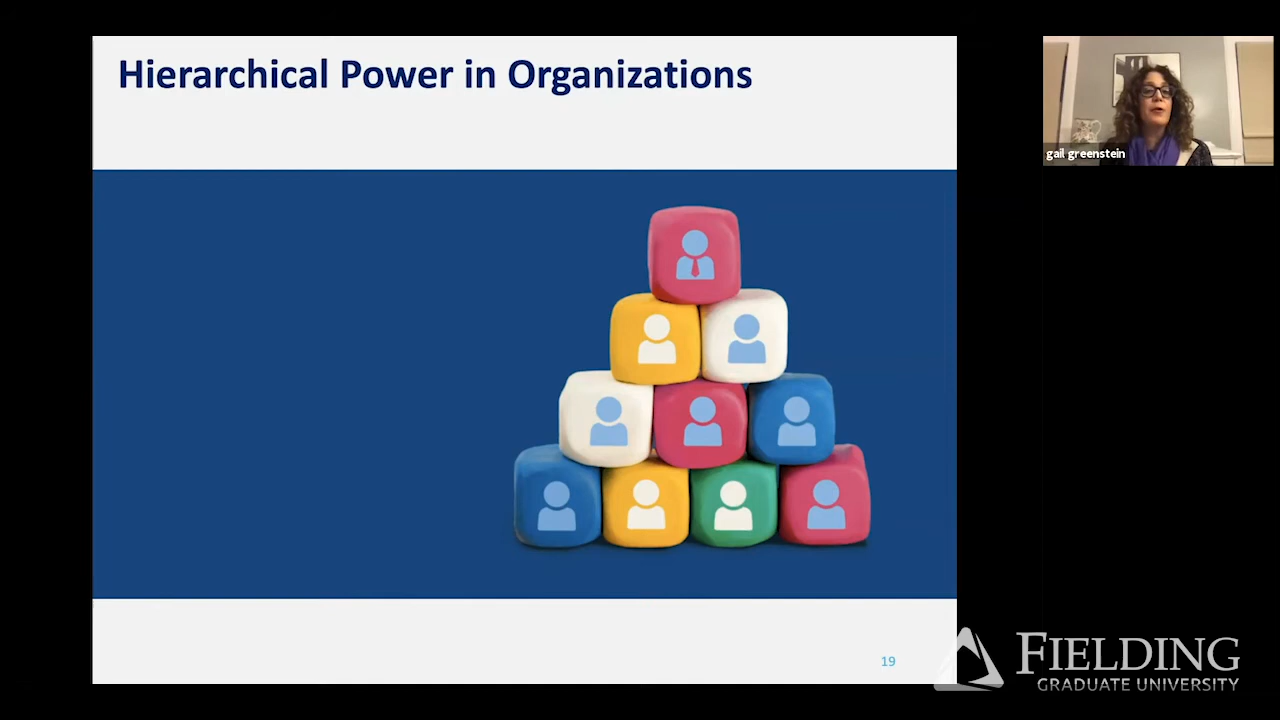 Hierarchical Power in Organizations
gail greenstein
19
FIELDING
GRADUATE UNIVERSITY